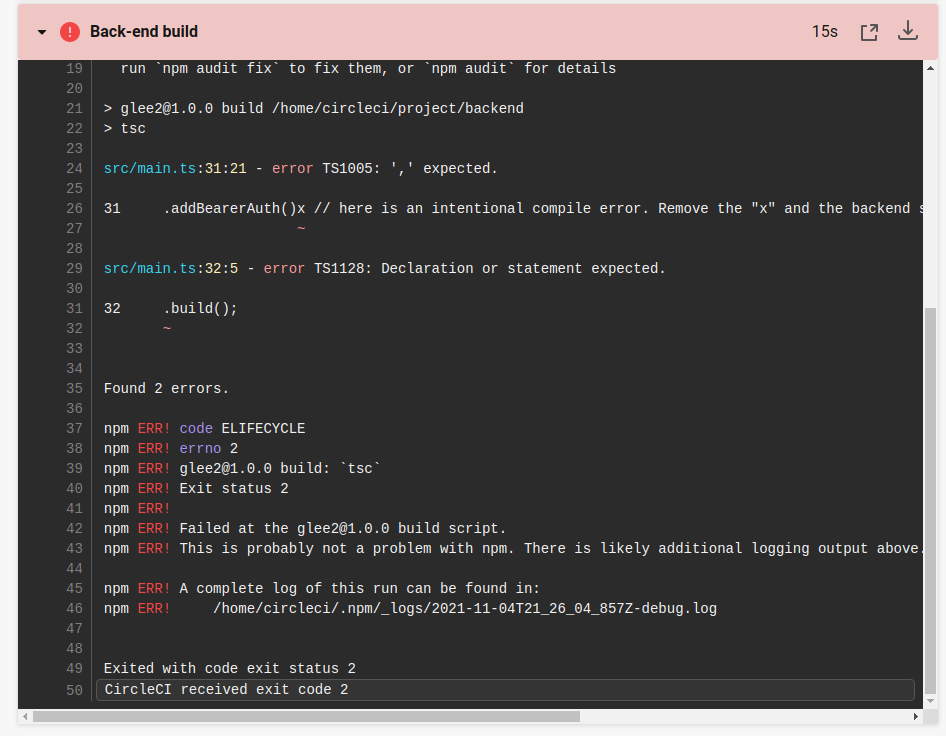 Back-end build 15s
19 run `npm audit fix` to fix them, or `npm audit` for details
20
21 > glee2@1.0.0 build /home/circleci/project/backend
22 > tsc
23
24 src/main.ts:31:21 - error TS1005: ',' expected.
25
26 31 .addBearerAuth()x // here is an intentional compile error. Remove the "x" and the backend s
27 ~
28
29 src/main.ts:32:5 - error TS1128: Declaration or statement expected.
30
31 32 .build();
32 ~
33
34
35 Found 2 errors.
36
37 npm ERR! code ELIFECYCLE
38 npm ERR! errno 2
39 npm ERR! glee2@1.0.0 build: `tsc`
40 npm ERR! Exit status 2
41 npm ERR!
42 npm ERR! Failed at the glee2@1.0.0 build script.
43 npm ERR! This is probably not a problem with npm. There is likely additional logging output above.
44
45 npm ERR! A complete log of this run can be found in:
46 npm ERR! /home/circleci/.npm/_logs/2021-11-04T21_26_04_857Z-debug.log
47
48
49 Exited with code exit status 2
50 CircleCI received exit code 2